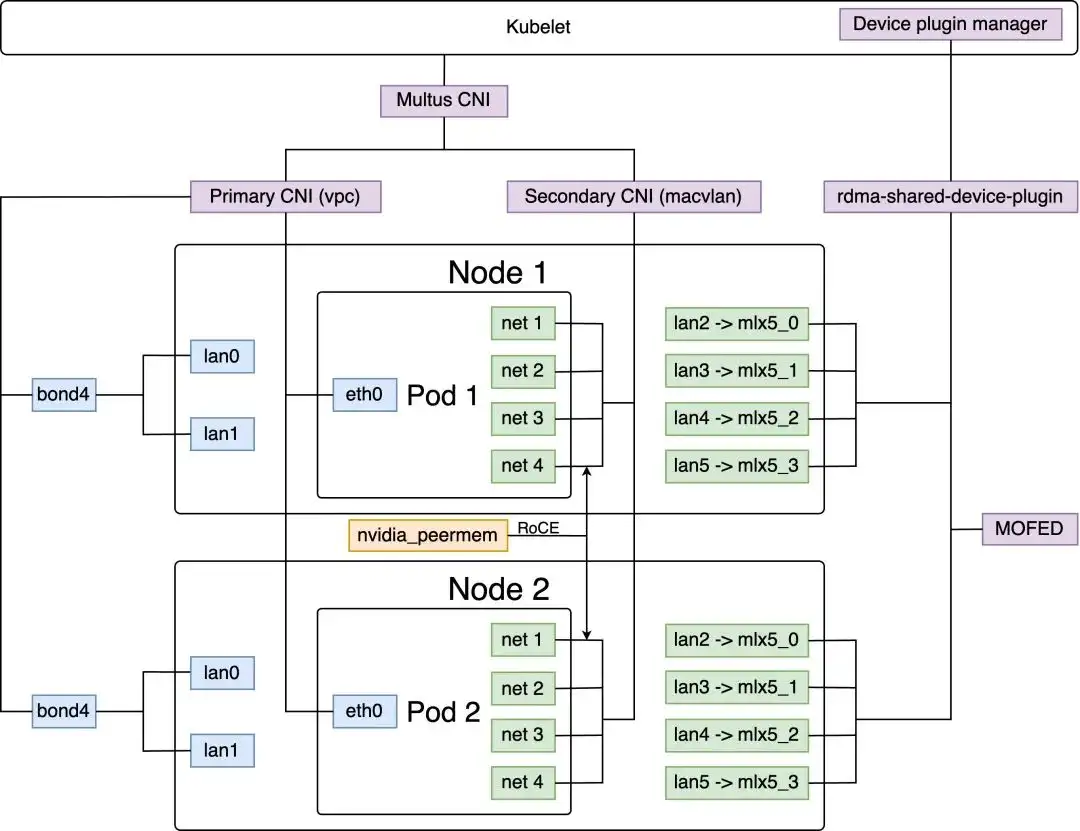 Kubelet
Device plugin manager
Multus CNI
Primary CNI (vpc)
Secondary CNI (macvlan)
rdma-shared-device-plugin
Node 1
net 1
lan2 -> mlx5_0
lan0
net 2
lan3 -> mlx5_1
bond4
eth0
Pod 1
net 3
lan4 -> mlx5_2
lan1
net 4
lan5 -> mlx5_3
nvidia_peermem
RoCE
MOFED
Node 2
net 1
lan2 -> mlx5_0
lan0
net 2
lan3 -> mlx5_1
bond4
eth0
Pod 2
net 3
lan4 -> mlx5_2
lan1
net 4
lan5 -> mlx5_3